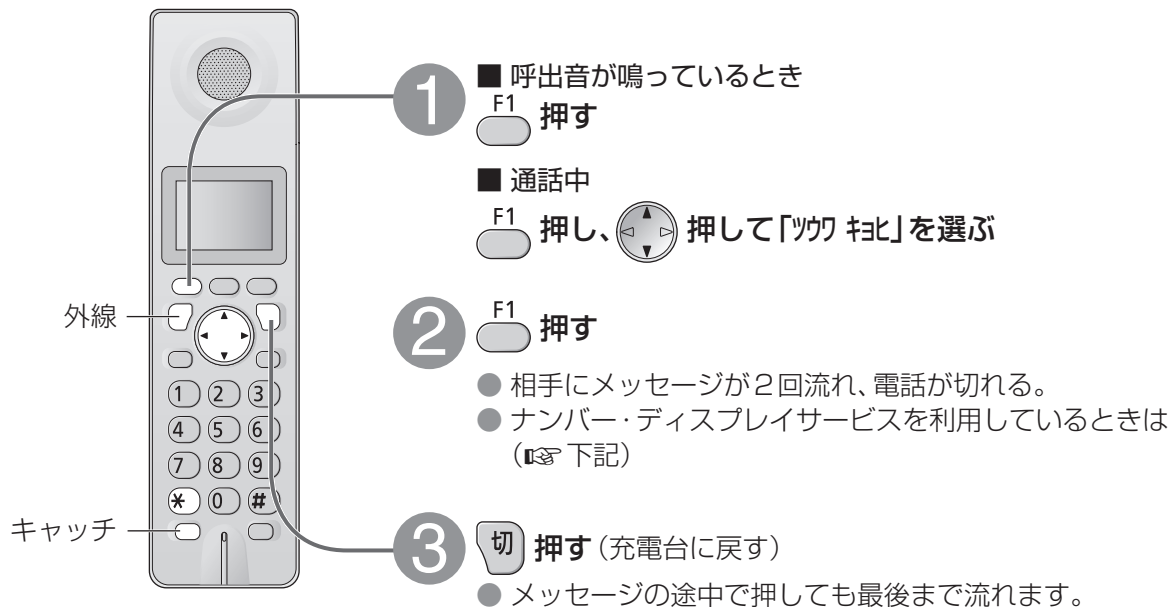 1
■ 呼出音が鳴っているとき
F1
押す
■ 通話中
F1
押し、 押して「ﾂｳﾜ ｷｮﾋ」を選ぶ
外線
2
F1
押す
● 相手にメッセージが2回流れ、電話が切れる。
● ナンバー・ディスプレイサービスを利用しているときは
(☞ 下記)
1 2 3
4 5 6
7 8 9
* 0 #
キャッチ
3
切 押す(充電台に戻す)
● メッセージの途中で押しても最後まで流れます。